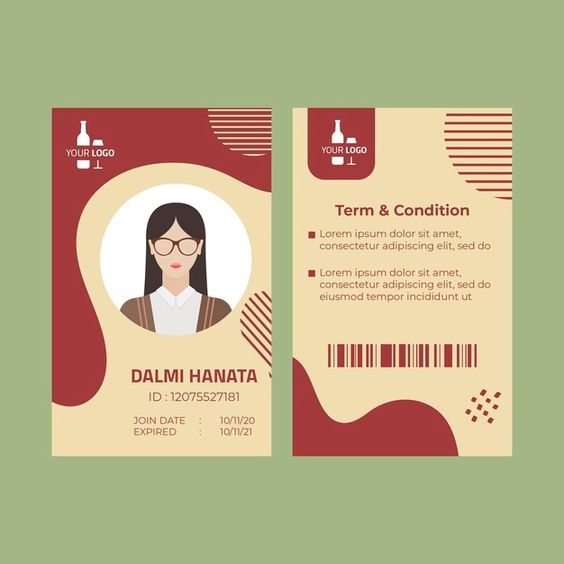 YOUR LOGO
DALMI HANATA
ID : 12075527181
JOIN DATE : 10/11/20
EXPIRED : 10/11/21
YOUR LOGO
Term & Condition
Lorem ipsum dolor sit amet,
consectetur adipiscing elit, sed do
Lorem ipsum dolor sit amet,
consectetur adipiscing elit, sed do
eiusmod tempor incididunt ut